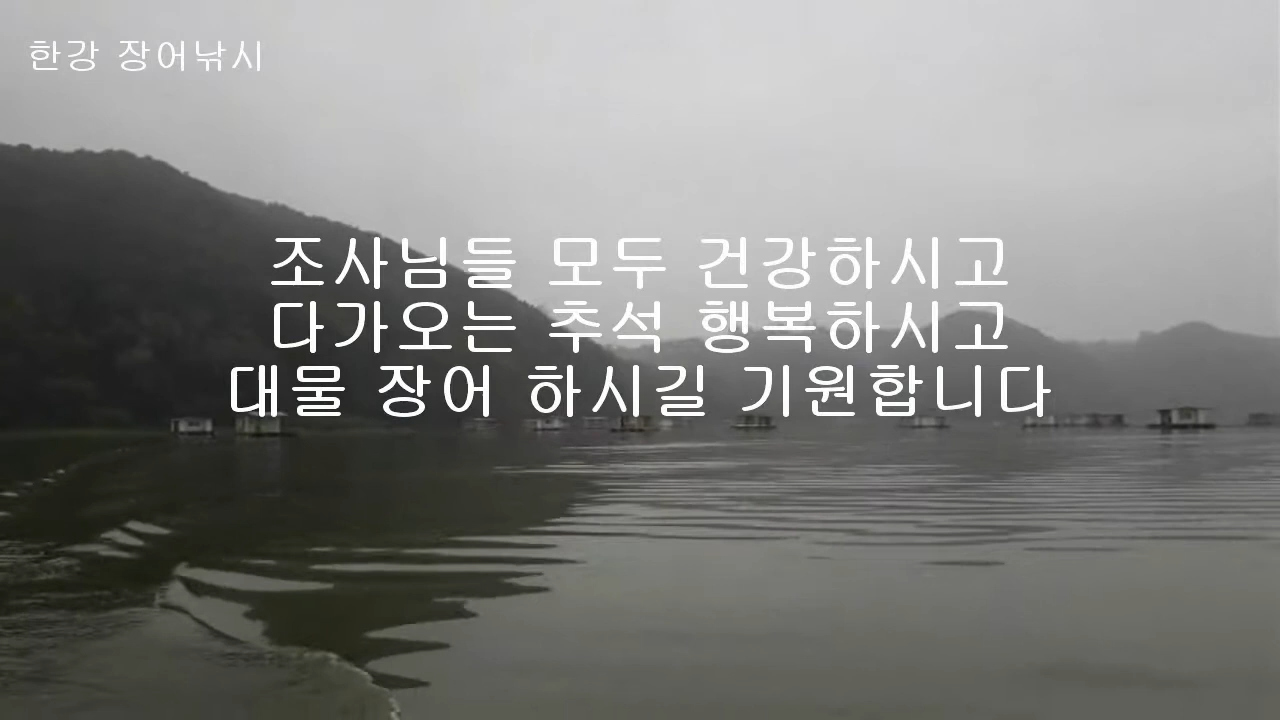 한강 장어낚시
조사님들 모두 건강하시고
다가오는 추석 행복하시고
대물 장어 하시길 기원합니다